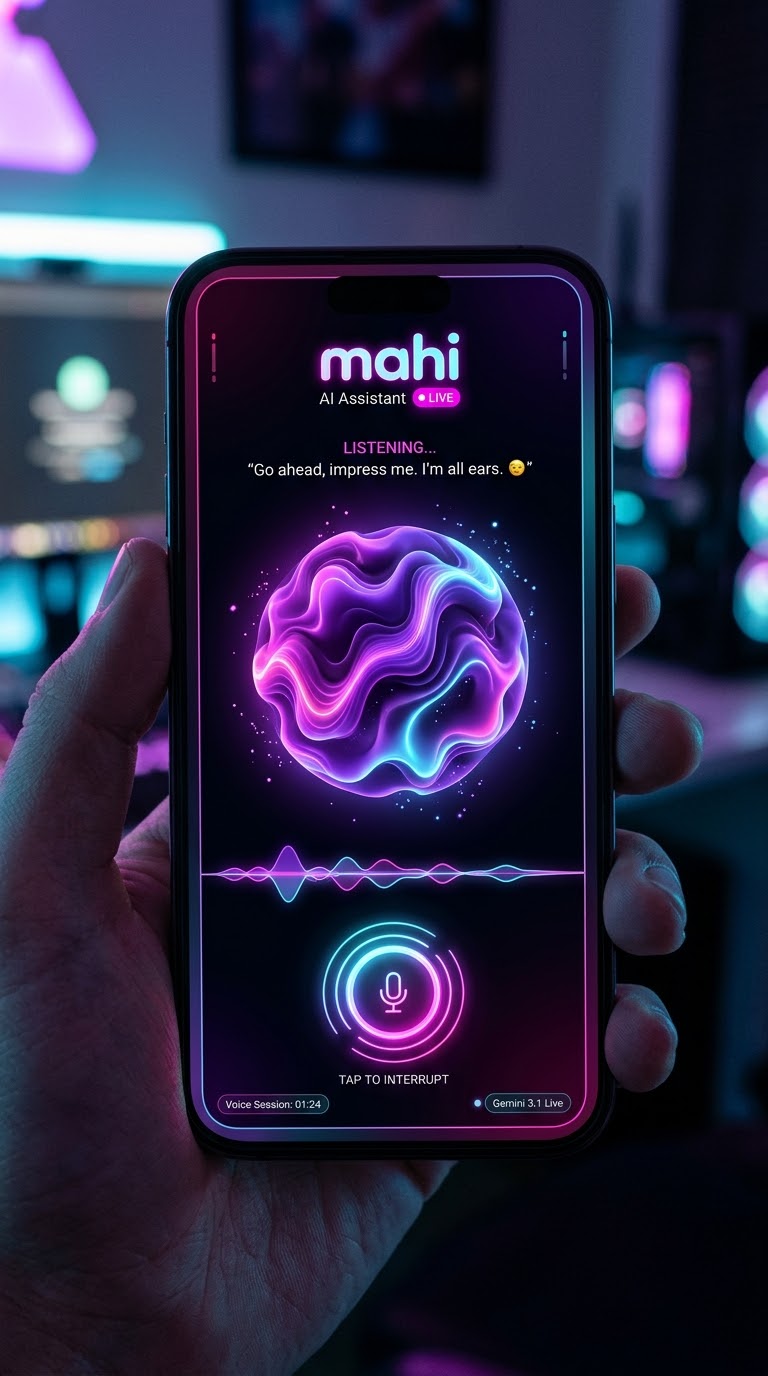 mahi
AI Assistant LIVE
LISTENING...
“Go ahead, impress me. I'm all ears. 😉”
TAP TO INTERRUPT
Voice Session: 01:24
Gemini 3.1 Live